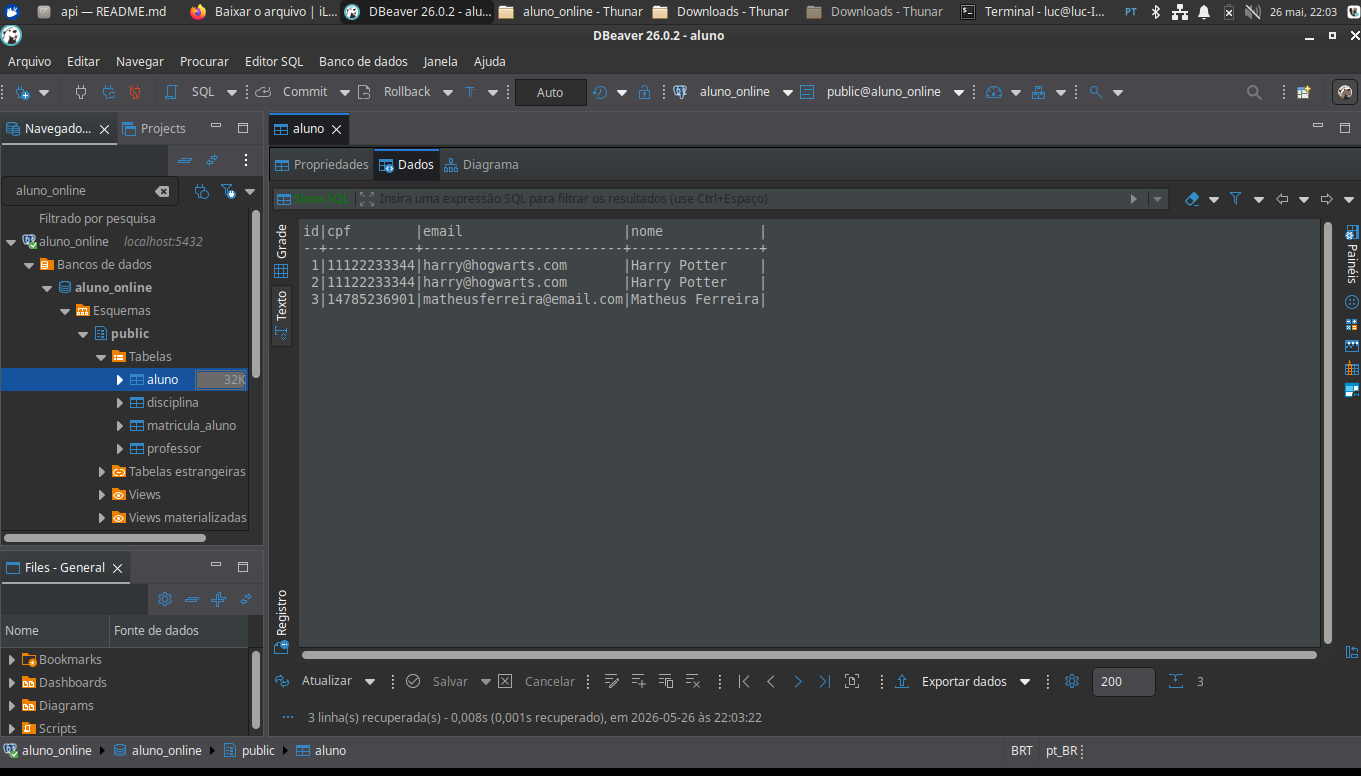 api — README.md
Baixar o arquivo | iL...
DBeaver 26.0.2 - alu...
aluno_online - Thunar
Downloads - Thunar
Downloads - Thunar
Terminal - luc@luc-I...
PT
26 mai, 22:03
DBeaver 26.0.2 - aluno
Arquivo Editar Navegar Procurar Editor SQL Banco de dados Janela Ajuda
SQL Commit Rollback T Auto aluno_online public@aluno_online
Navegado... Projects
aluno
Propriedades Dados Diagrama
aluno_online
Insira uma expressão SQL para filtrar os resultados (use Ctrl+Espaço)
Filtrado por pesquisa
aluno_online localhost:5432
Bancos de dados
aluno_online
Esquemas
public
Tabelas
aluno 32K
disciplina
matricula_aluno
professor
Tabelas estrangeiras
Views
Views materializadas
Grade
Texto
Registro
id|cpf        |email                    |nome            |
--+-----------+-------------------------+----------------+
 1|11122233344|harry@hogwarts.com       |Harry Potter    |
 2|11122233344|harry@hogwarts.com       |Harry Potter    |
 3|14785236901|matheusferreira@email.com|Matheus Ferreira|
Painéis
Files - General
Nome Fonte de dados
Bookmarks
Dashboards
Diagrams
Scripts
Atualizar Salvar Cancelar Exportar dados 200 3
3 linha(s) recuperada(s) - 0,008s (0,001s recuperado), em 2026-05-26 às 22:03:22
aluno_online aluno_online public aluno
BRT pt_BR